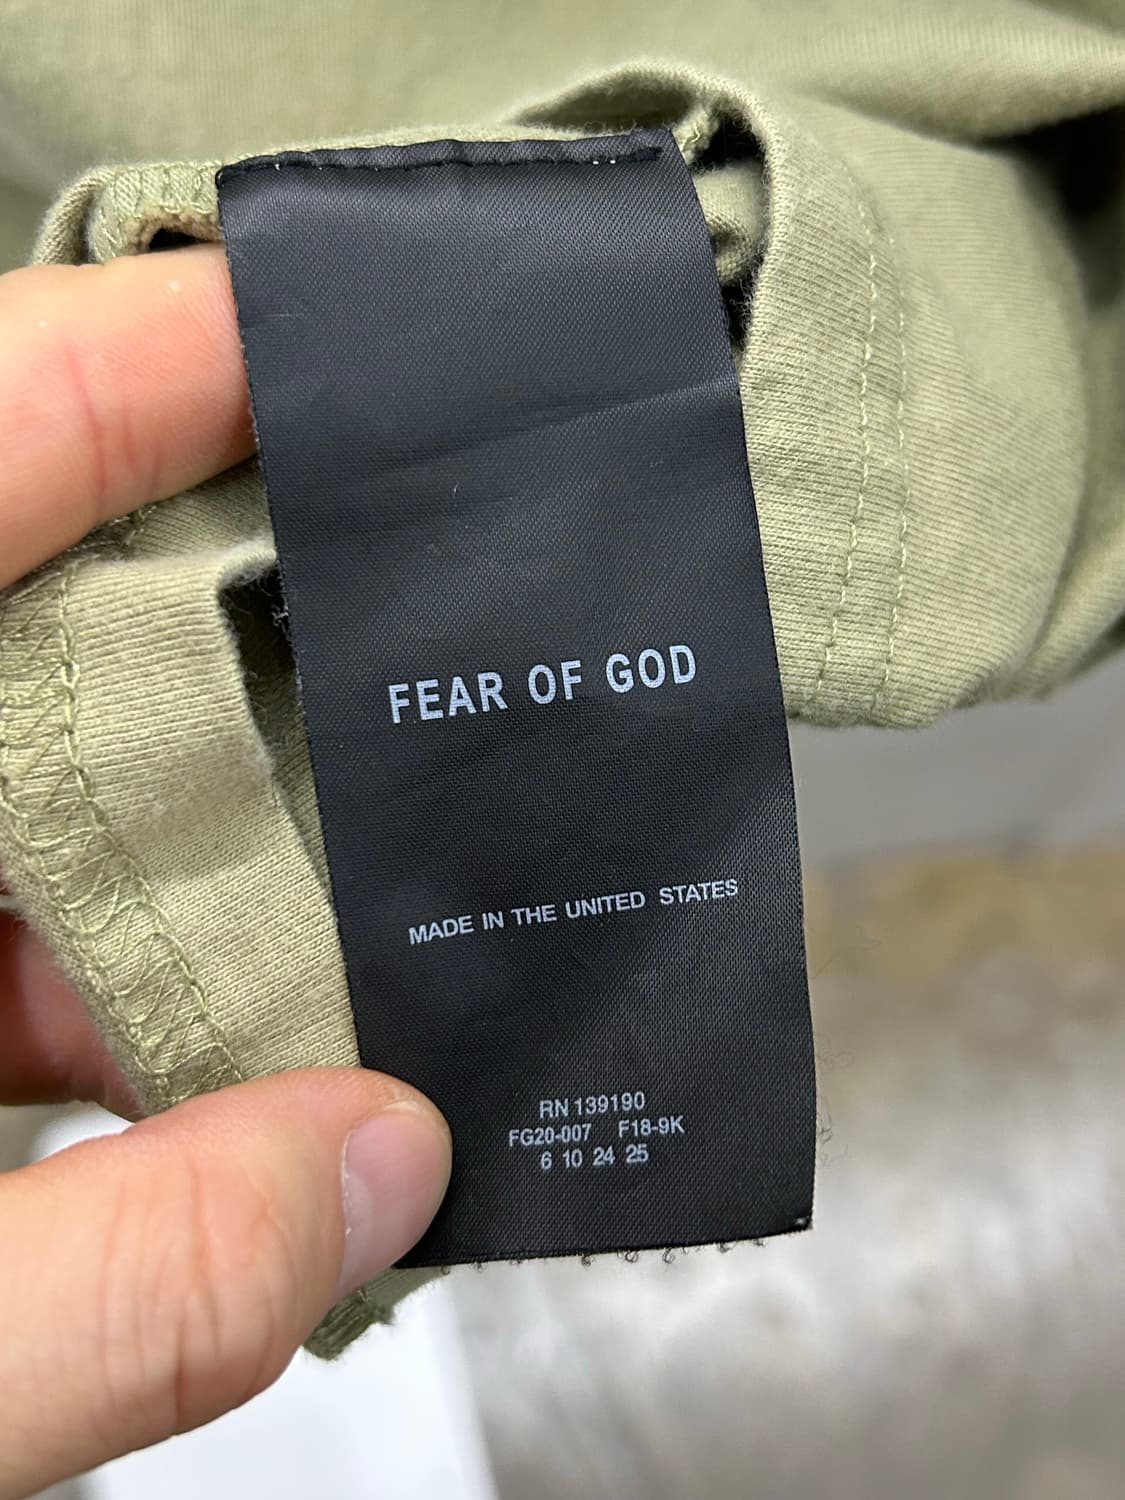 FEAR OF GOD
MADE IN THE UNITED STATES
RN 139190
FG20-007 F18-9K
6 10 24 25